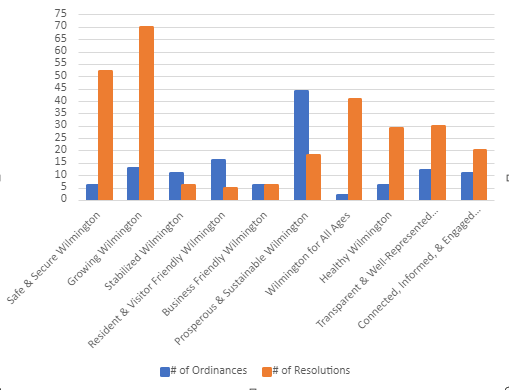 75
70
65
60
55
50
45
40
35
30
25
20
15
10
5
0
Safe & Secure Wilmington
Growing Wilmington
Stabilized Wilmington
Resident & Visitor Friendly Wilmington
Business Friendly Wilmington
Prosperous & Sustainable Wilmington
Wilmington for All Ages
Healthy Wilmington
Transparent & Well-Represented...
Connected, Informed, & Engaged...
# of Ordinances # of Resolutions